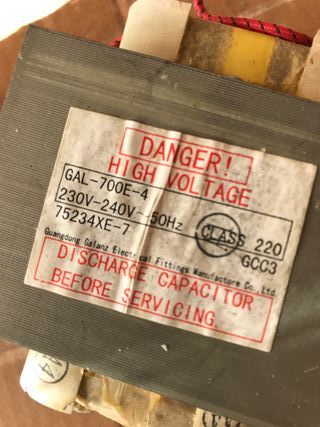 DANGER!
HIGH VOLTAGE
GAL-700E-4
230V-240V~50Hz
75234XE-7
CLASS 220
GCC3
Guangdong Galanz Electrical Fittings Manufacture Co.,Ltd.
DISCHARGE CAPACITOR
BEFORE SERVICING.